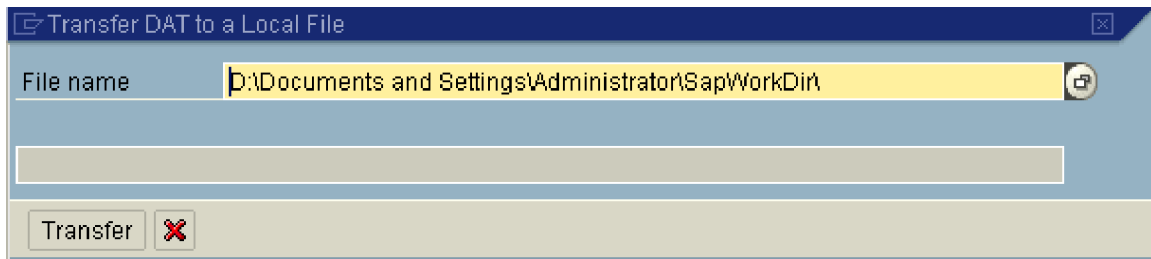 Transfer DAT to a Local File
File name D:\Documents and Settings\Administrator\SapWorkDir\
Transfer